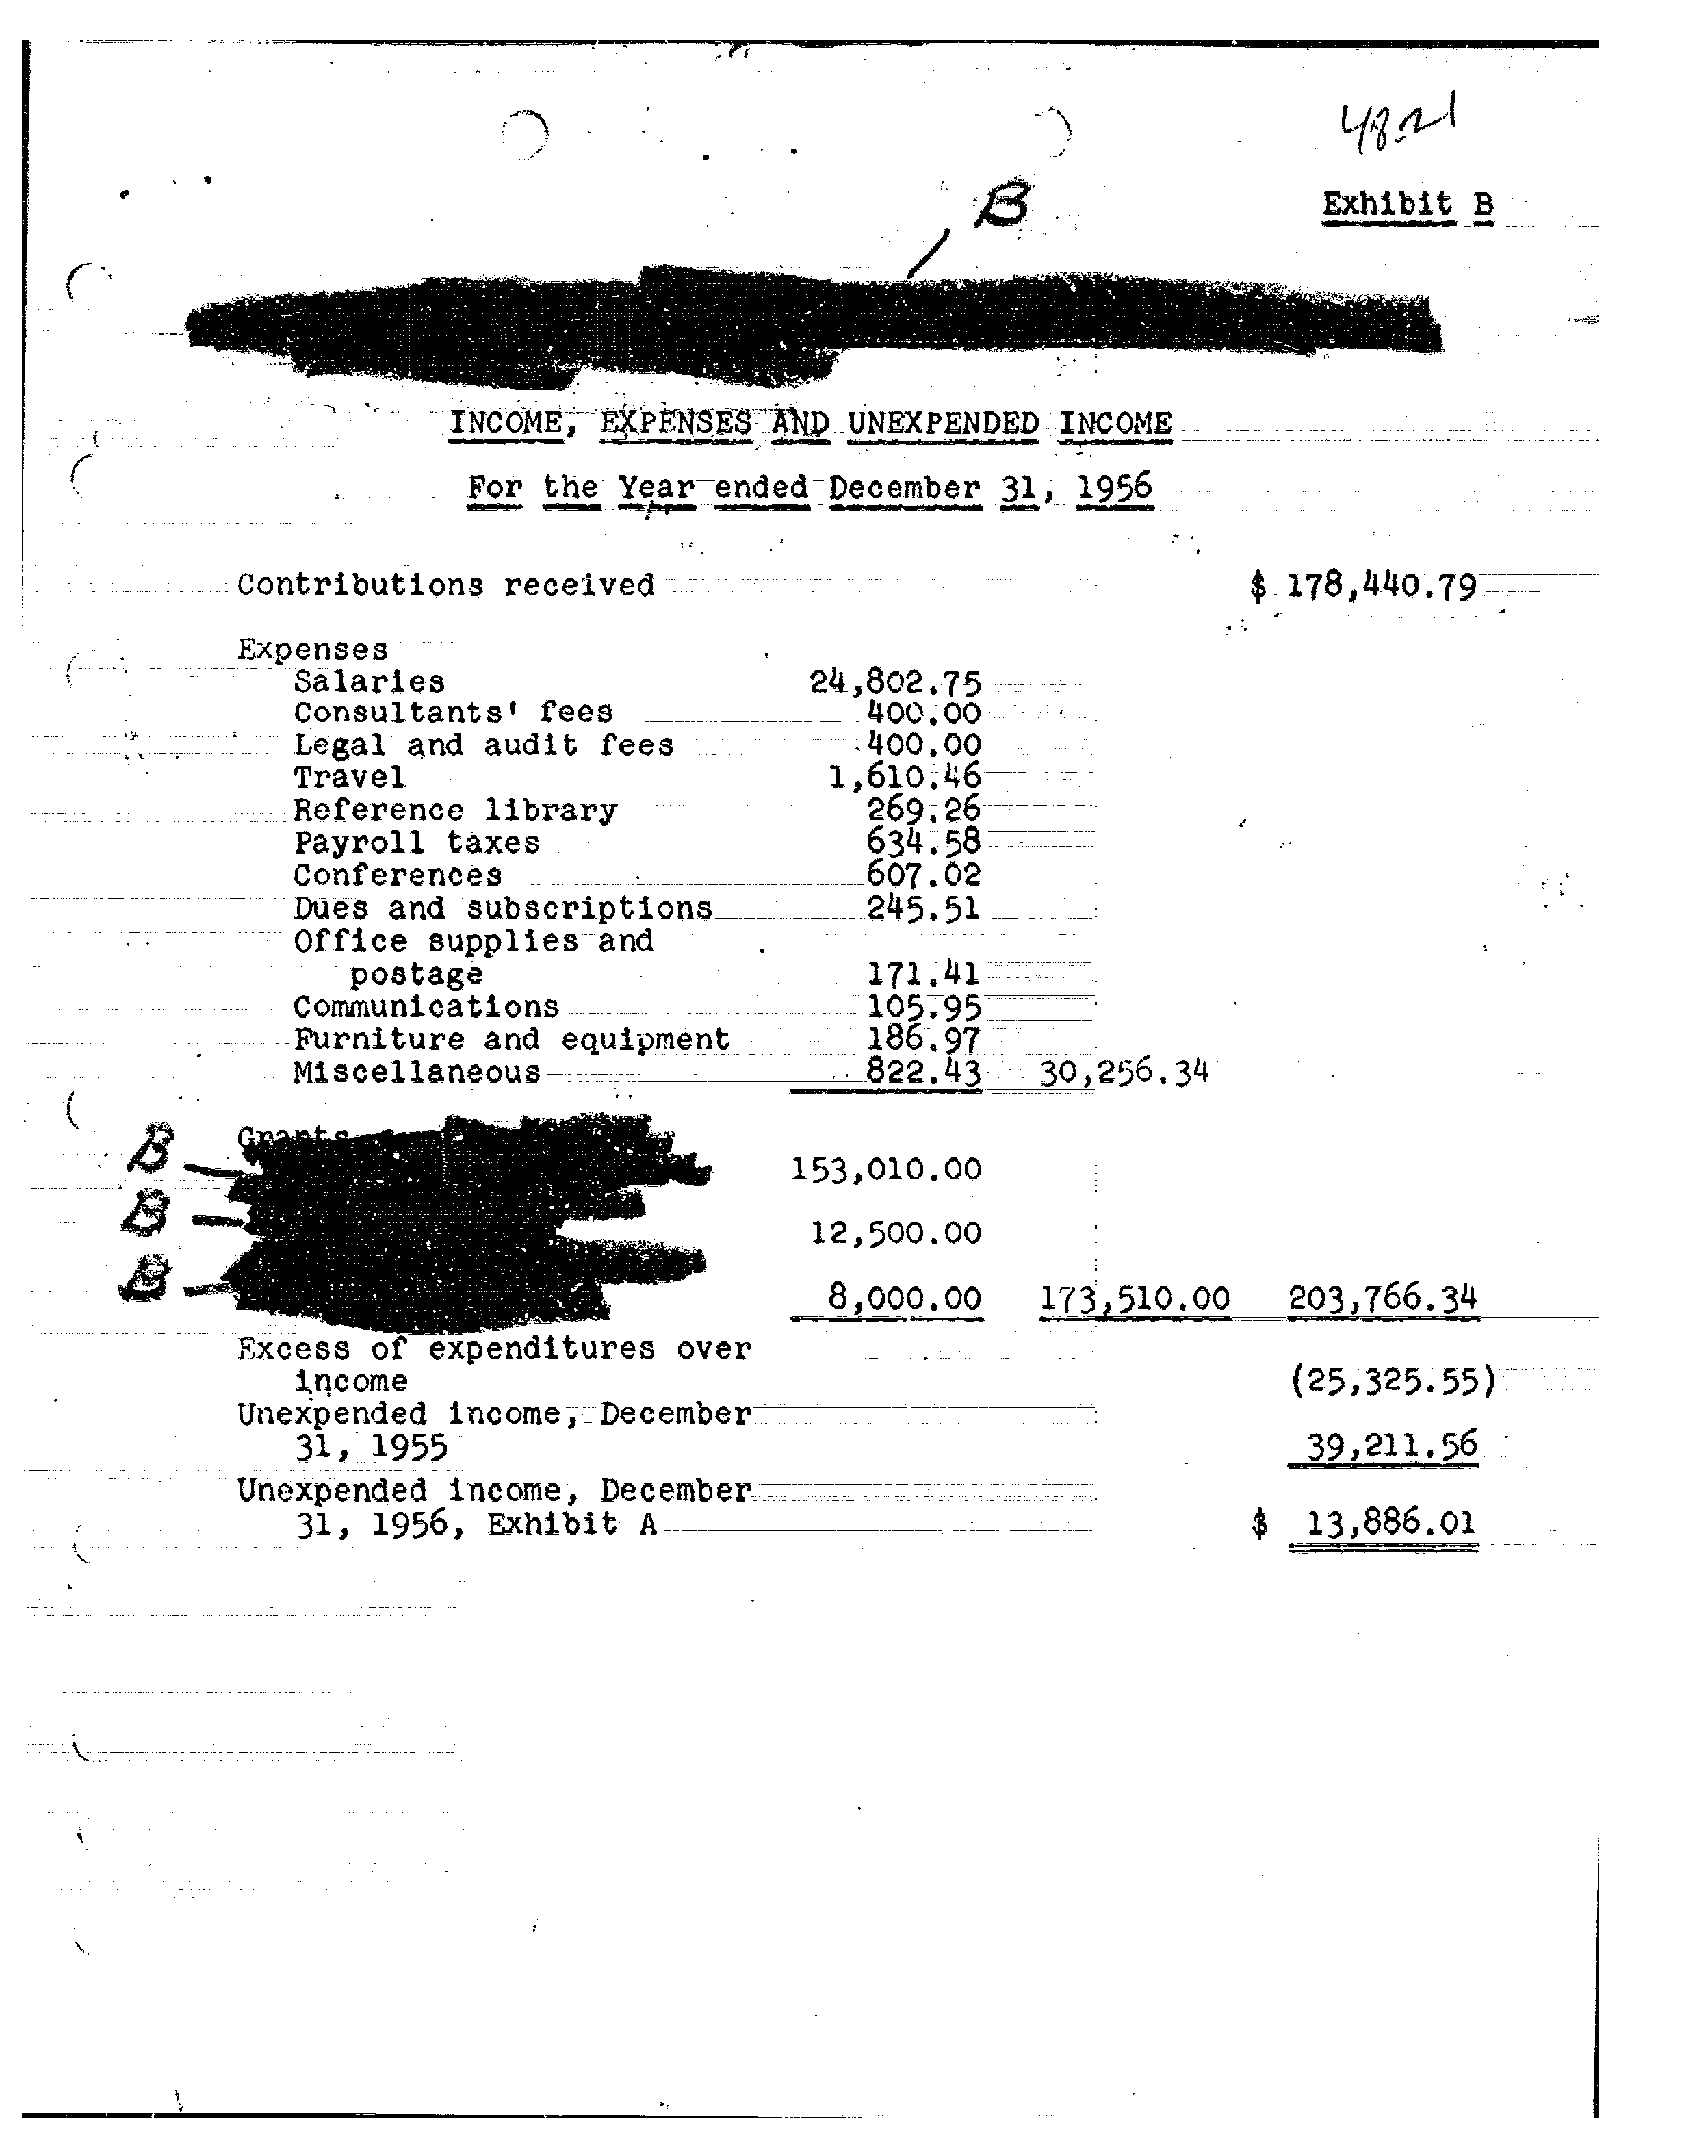 48-21
B
Exhibit B
INCOME, EXPENSES AND UNEXPENDED INCOME
For the Year ended December 31, 1956
Contributions received $ 178,440.79
Expenses
Salaries 24,802.75
Consultants' fees 400.00
Legal and audit fees 400.00
Travel 1,610.46
Reference library 269.26
Payroll taxes 634.58
Conferences 607.02
Dues and subscriptions 245.51
Office supplies and
postage 171.41
Communications 105.95
Furniture and equipment 186.97
Miscellaneous 822.43 30,256.34
Grants
B 153,010.00
B 12,500.00
B 8,000.00 173,510.00 203,766.34
Excess of expenditures over
income (25,325.55)
Unexpended income, December
31, 1955 39,211.56
Unexpended income, December
31, 1956, Exhibit A $ 13,886.01